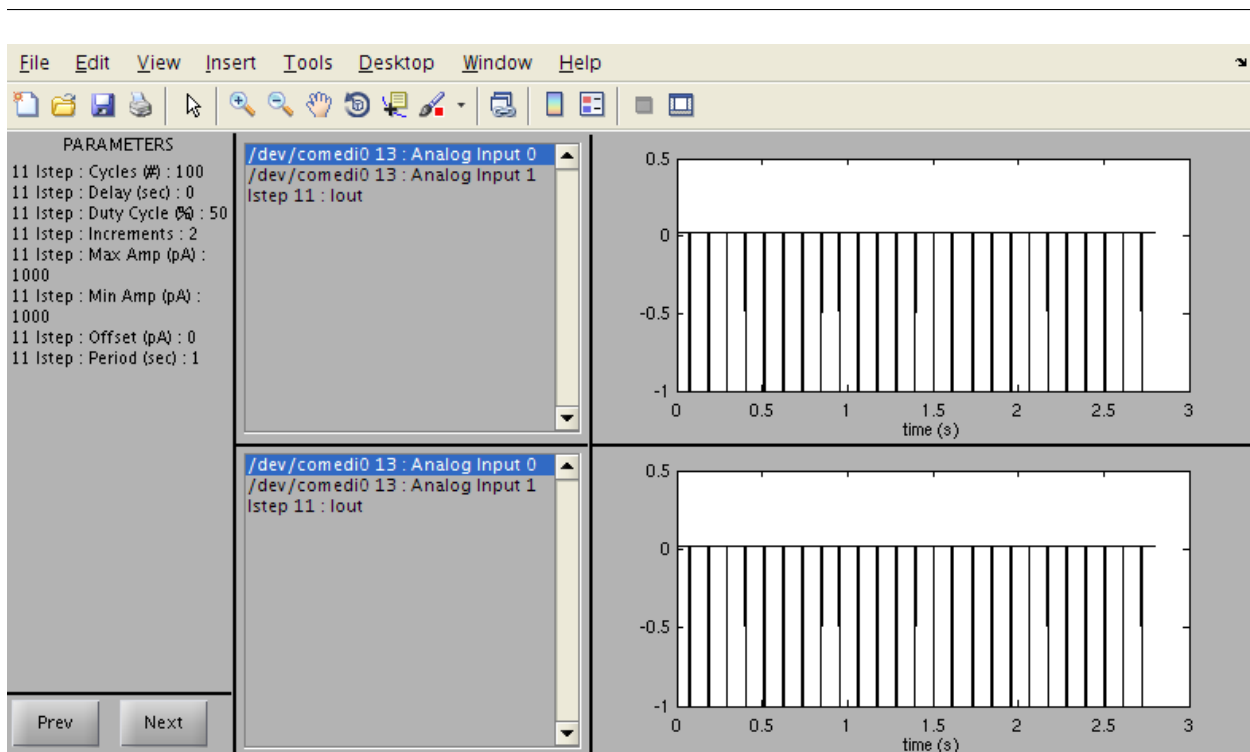 File Edit View Insert Tools Desktop Window Help
PARAMETERS
11 Istep : Cycles (#) : 100
11 Istep : Delay (sec) : 0
11 Istep : Duty Cycle (%) : 50
11 Istep : Increments : 2
11 Istep : Max Amp (pA) :
1000
11 Istep : Min Amp (pA) :
1000
11 Istep : Offset (pA) : 0
11 Istep : Period (sec) : 1
Prev Next
/dev/comedi0 13 : Analog Input 0
/dev/comedi0 13 : Analog Input 1
Istep 11 : Iout
0.5
0
-0.5
-1
0 0.5 1 1.5 2 2.5 3
time (s)
/dev/comedi0 13 : Analog Input 0
/dev/comedi0 13 : Analog Input 1
Istep 11 : Iout
0.5
0
-0.5
-1
0 0.5 1 1.5 2 2.5 3
time (s)